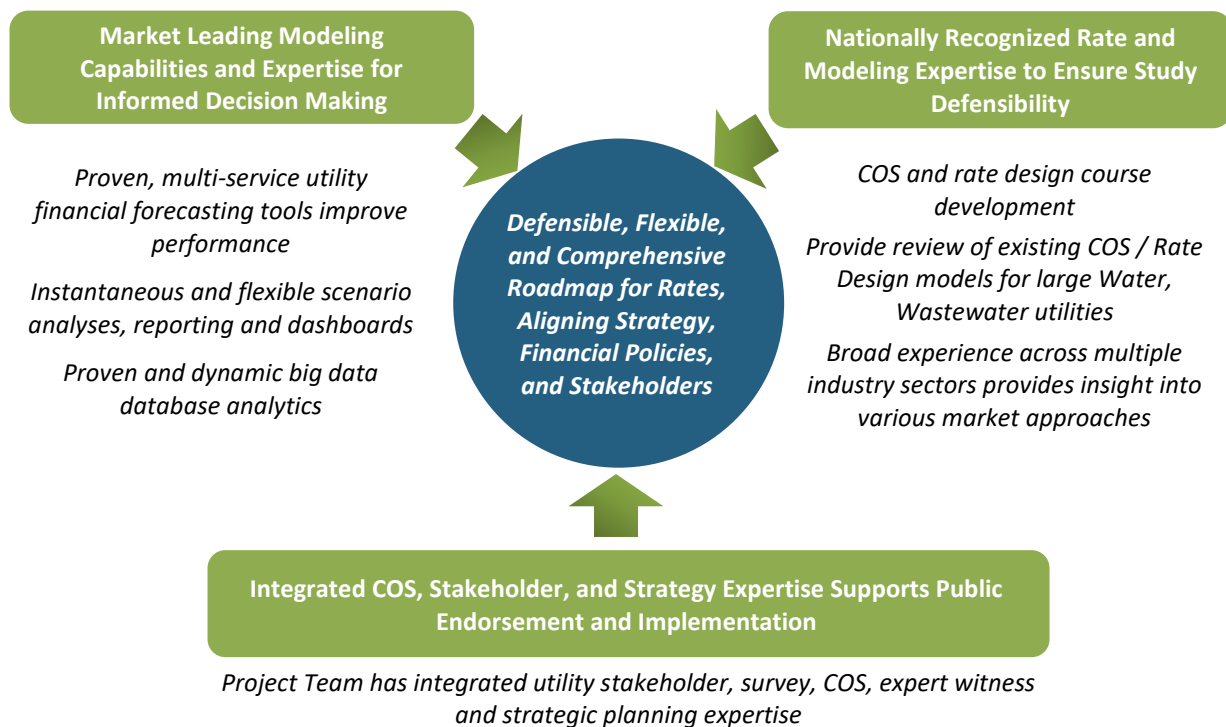 Market Leading Modeling
Capabilities and Expertise for
Informed Decision Making
Proven, multi-service utility
financial forecasting tools improve
performance
Instantaneous and flexible scenario
analyses, reporting and dashboards
Proven and dynamic big data
database analytics
Nationally Recognized Rate and
Modeling Expertise to Ensure Study
Defensibility
COS and rate design course
development
Provide review of existing COS / Rate
Design models for large Water,
Wastewater utilities
Broad experience across multiple
industry sectors provides insight into
various market approaches
Defensible, Flexible,
and Comprehensive
Roadmap for Rates,
Aligning Strategy,
Financial Policies,
and Stakeholders
Integrated COS, Stakeholder, and Strategy Expertise Supports Public
Endorsement and Implementation
Project Team has integrated utility stakeholder, survey, COS, expert witness
and strategic planning expertise